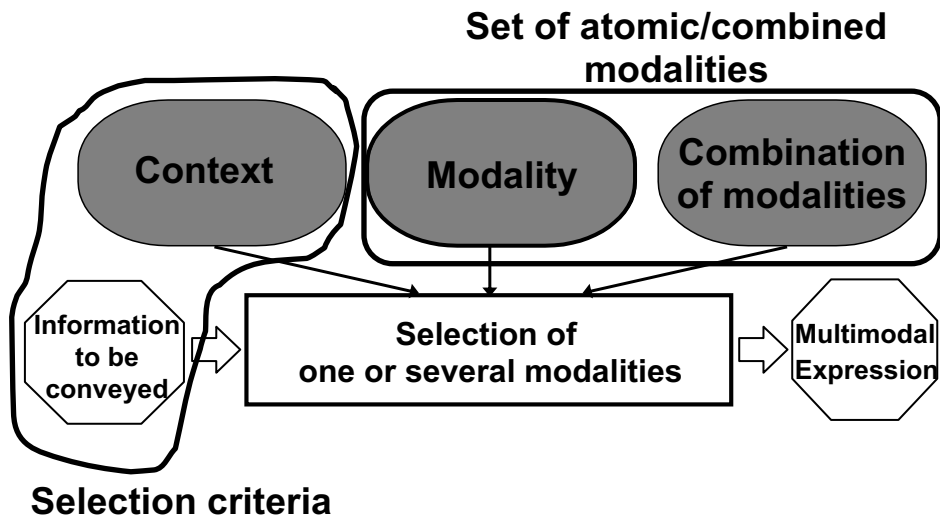 Set of atomic/combined
modalities
Context
Modality
Combination
of modalities
Information
to be
conveyed
Selection of
one or several modalities
Multimodal
Expression
Selection criteria